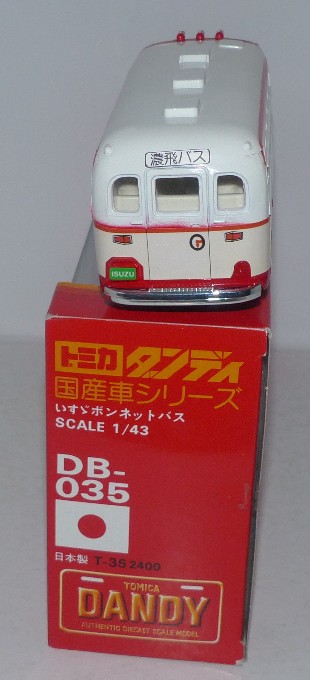 濃飛バス
ISUZU
トミカ ダンディ
国産車シリーズ
いすゞボンネットバス
SCALE 1/43
DB-
035
日本製 T-35 2400
TOMICA
DANDY
AUTHENTIC DIECAST SCALE MODEL